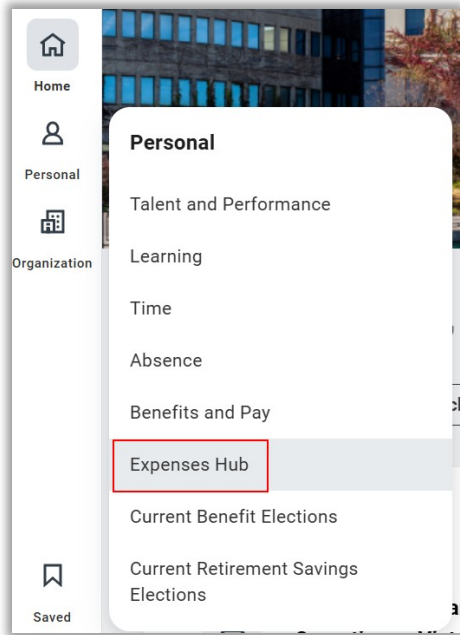 Home
Personal
Organization
Saved
Personal
Talent and Performance
Learning
Time
Absence
Benefits and Pay
Expenses Hub
Current Benefit Elections
Current Retirement Savings
Elections